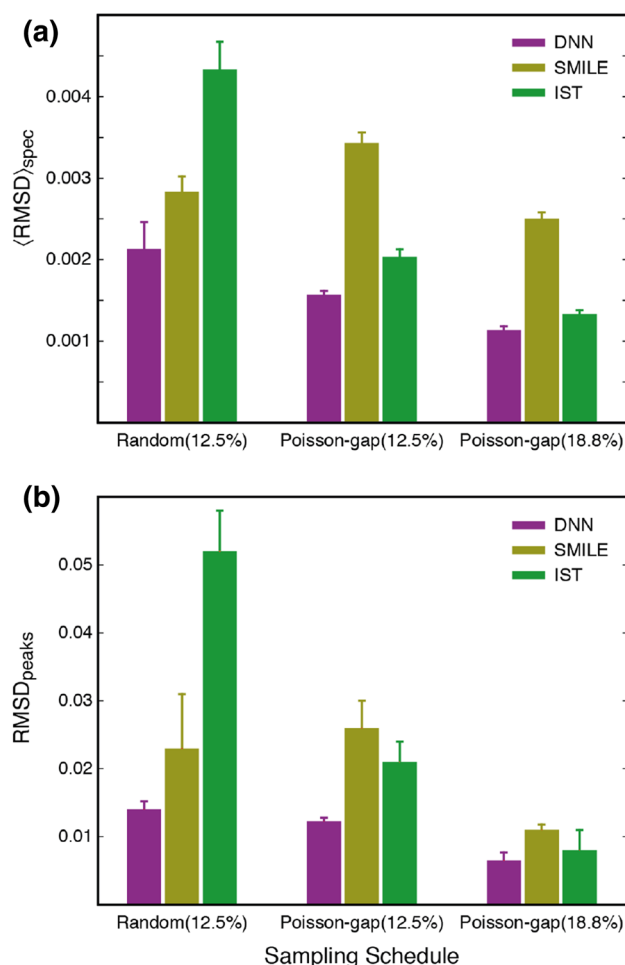 (a)
DNN
SMILE
IST
0.004
0.003
0.002
0.001
⟨RMSD⟩spec
Random(12.5%) Poisson-gap(12.5%) Poisson-gap(18.8%)
(b)
DNN
SMILE
IST
0.05
0.04
0.03
0.02
0.01
RMSDpeaks
Random(12.5%) Poisson-gap(12.5%) Poisson-gap(18.8%)
Sampling Schedule